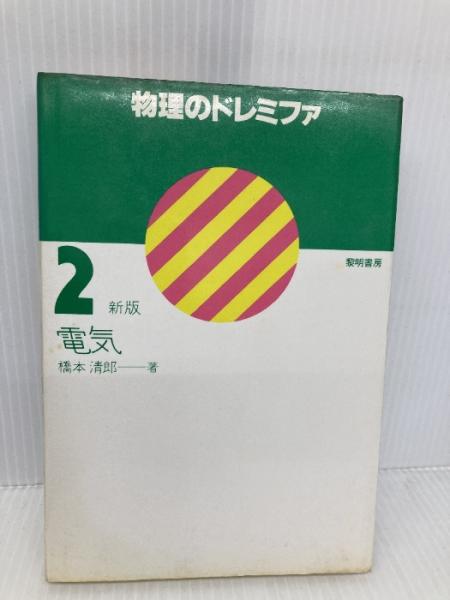 物理のドレミファ
黎明書房
2 新版
電気
橋本 清郎——著